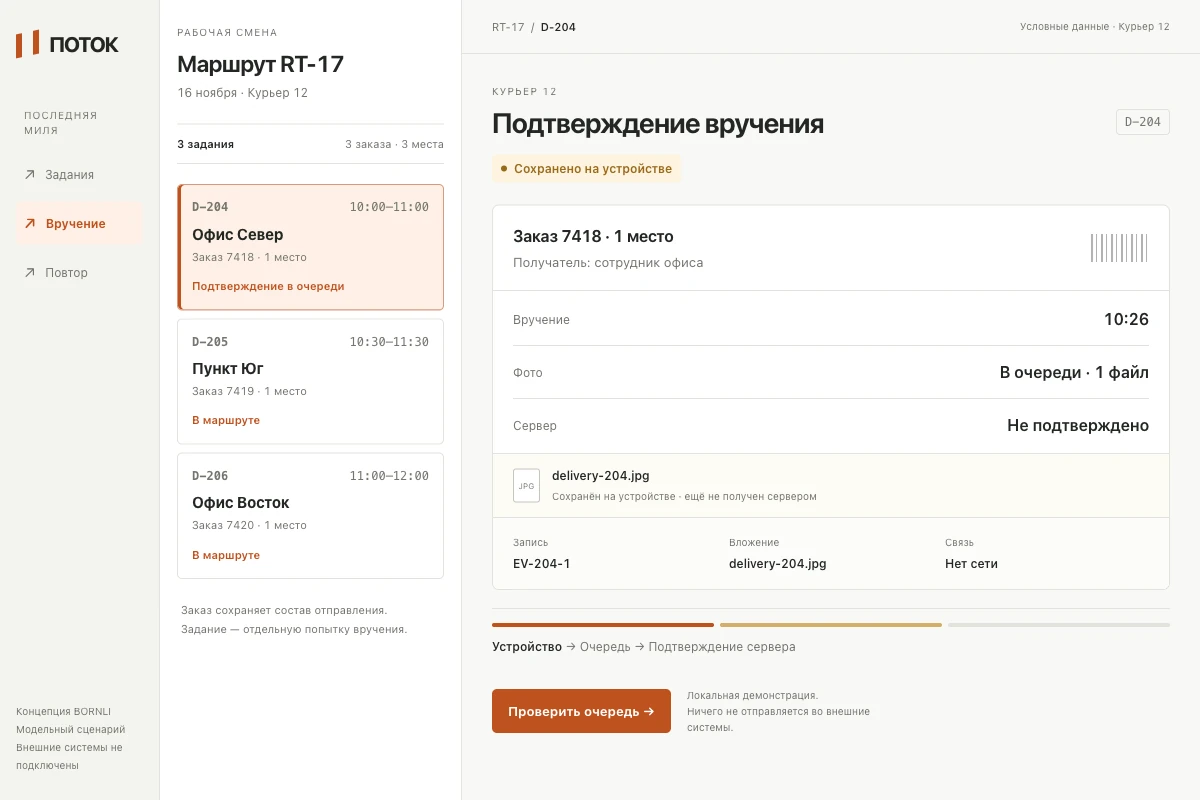 ПОТОК
ПОСЛЕДНЯЯ
МИЛЯ
Задания
Вручение
Повтор
Концепция BORNLI
Модельный сценарий
Внешние системы не
подключены
РАБОЧАЯ СМЕНА
Маршрут RT-17
16 ноября · Курьер 12
3 задания
3 заказа · 3 места
D–204
10:00–11:00
Офис Север
Заказ 7418 · 1 место
Подтверждение в очереди
D–205
10:30–11:30
Пункт Юг
Заказ 7419 · 1 место
В маршруте
D–206
11:00–12:00
Офис Восток
Заказ 7420 · 1 место
В маршруте
Заказ сохраняет состав отправления.
Задание — отдельную попытку вручения.
RT-17 / D-204
Условные данные · Курьер 12
КУРЬЕР 12
Подтверждение вручения
D–204
Сохранено на устройстве
Заказ 7418 · 1 место
Получатель: сотрудник офиса
Вручение
10:26
Фото
В очереди · 1 файл
Сервер
Не подтверждено
JPG
delivery-204.jpg
Сохранён на устройстве · ещё не получен сервером
Запись
EV-204-1
Вложение
delivery-204.jpg
Связь
Нет сети
Устройство → Очередь → Подтверждение сервера
Проверить очередь →
Локальная демонстрация.
Ничего не отправляется во внешние
системы.